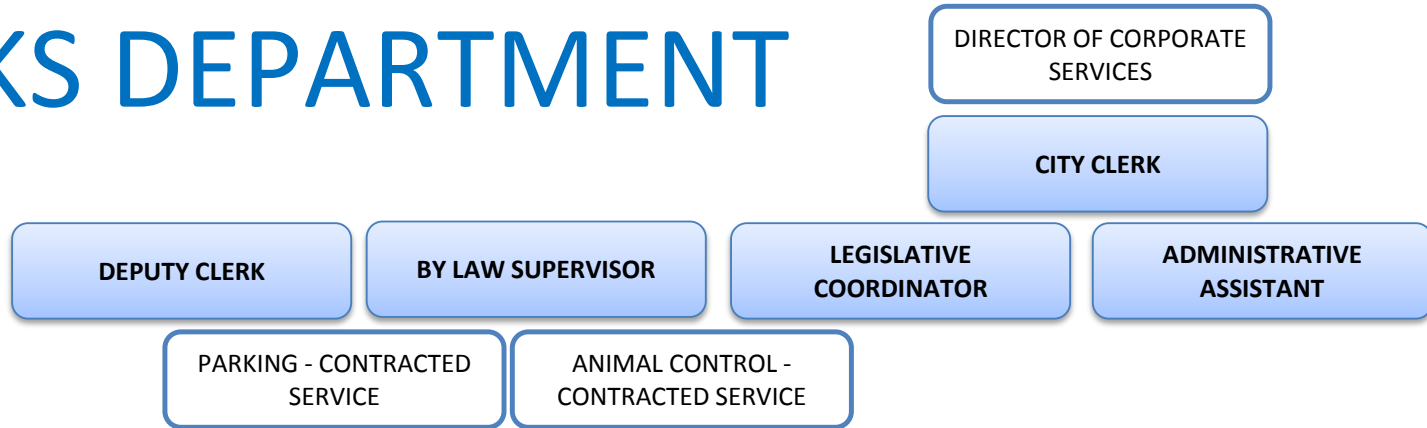 KS DEPARTMENT
DIRECTOR OF CORPORATE
SERVICES
CITY CLERK
DEPUTY CLERK
BY LAW SUPERVISOR
LEGISLATIVE
COORDINATOR
ADMINISTRATIVE
ASSISTANT
PARKING - CONTRACTED
SERVICE
ANIMAL CONTROL -
CONTRACTED SERVICE